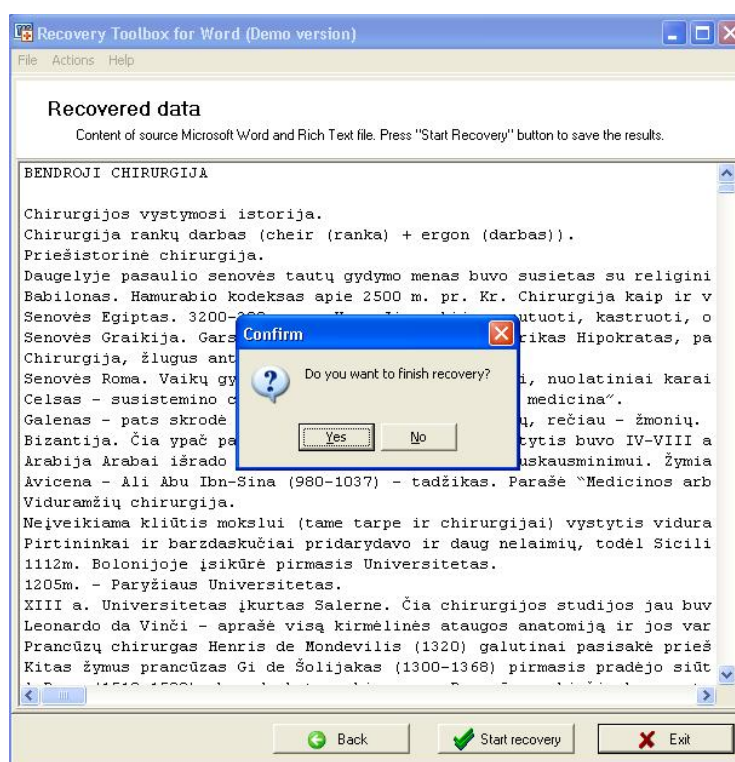 Recovery Toolbox for Word (Demo version)
File Actions Help
Recovered data
Content of source Microsoft Word and Rich Text file. Press "Start Recovery" button to save the results.
BENDROJI CHIRURGIJA
Chirurgijos vystymosi istorija.
Chirurgija rankų darbas (cheir (ranka) + ergon (darbas)).
Priešistorinė chirurgija.
Daugelyje pasaulio senovės tautų gydymo menas buvo susietas su religini
Babilonas. Hamurabio kodeksas apie 2500 m. pr. Kr. Chirurgija kaip ir v
Senovės Egiptas. 3200- utuoti, kastruoti, o
Senovės Graikija. Gars rikas Hipokratas, pa
Chirurgija, žlugus ant
Senovės Roma. Vaikų gy i, nuolatiniai karai
Celsas – susistemino c medicina".
Galenas – pats skrodė ų, rečiau – žmonių.
Bizantija. Čia ypač pa tytis buvo IV-VIII a
Arabija Arabai išrado uskausminimui. Žymia
Avicena – Ali Abu Ibn-Sina (980-1037) – tadžikas. Parašė "Medicinos arb
Viduramžių chirurgija.
Neįveikiama kliūtis mokslui (tame tarpe ir chirurgijai) vystytis vidura
Pirtininkai ir barzdaskučiai pridarydavo ir daug nelaimių, todėl Sicili
1112m. Bolonijoje įsikūrė pirmasis Universitetas.
1205m. – Paryžiaus Universitetas.
XIII a. Universitetas įkurtas Salerne. Čia chirurgijos studijos jau buv
Leonardo da Vinči – aprašė visą kirmėlinės ataugos anatomiją ir jos var
Prancūzų chirurgas Henris de Mondevilis (1320) galutinai pasisakė prieš
Kitas žymus prancūzas Gi de Šolijakas (1300-1368) pirmasis pradėjo siūt
Confirm
Do you want to finish recovery?
Yes No
Back Start recovery Exit